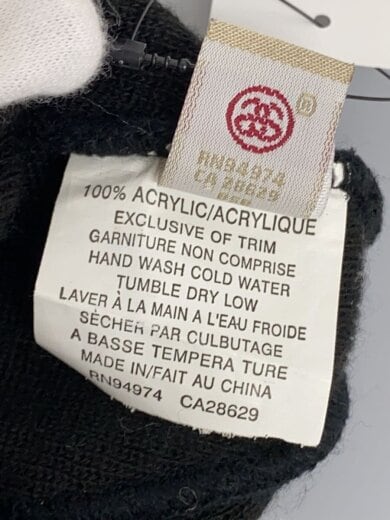 ®
RN94974
CA 28629
100% ACRYLIC/ACRYLIQUE
EXCLUSIVE OF TRIM
GARNITURE NON COMPRISE
HAND WASH COLD WATER
TUMBLE DRY LOW
LAVER À LA MAIN A L'EAU FROIDE
SÈCHER PAR CULBUTAGE
A BASSE TEMPERA TURE
MADE IN/FAIT AU CHINA
RN94974 CA28629